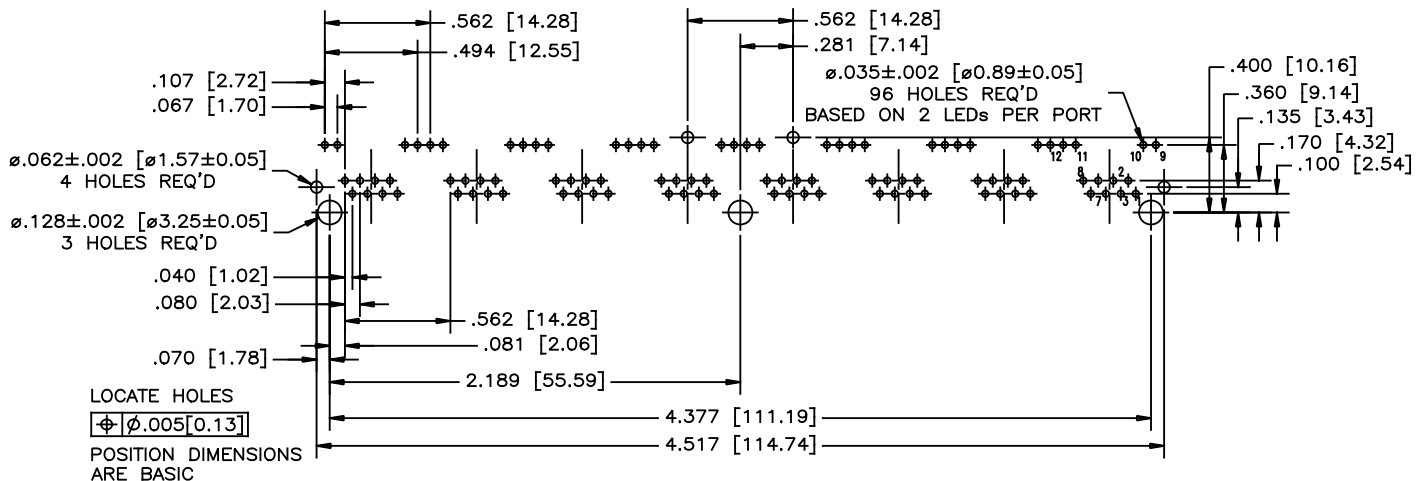 .562 [14.28]
.562 [14.28]
.494 [12.55]
.281 [7.14]
.107 [2.72]
.067 [1.70]
ø.035±.002 [ø0.89±0.05]
96 HOLES REQ'D
BASED ON 2 LEDs PER PORT
.400 [10.16]
.360 [9.14]
.135 [3.43]
.170 [4.32]
.100 [2.54]
12 11 10 9
ø.062±.002 [ø1.57±0.05]
4 HOLES REQ'D
8 2
7 3 1
ø.128±.002 [ø3.25±0.05]
3 HOLES REQ'D
.040 [1.02]
.080 [2.03]
.562 [14.28]
.081 [2.06]
.070 [1.78]
2.189 [55.59]
LOCATE HOLES
⌖ Ø.005[0.13]
POSITION DIMENSIONS
ARE BASIC
4.377 [111.19]
4.517 [114.74]